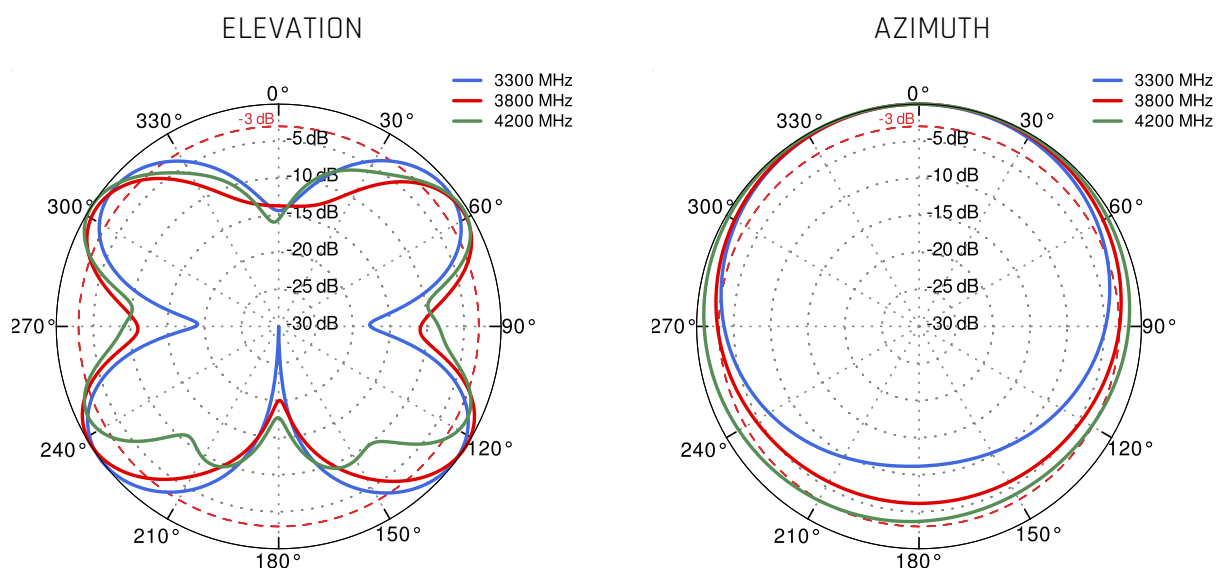 ELEVATION
3300 MHz
3800 MHz
4200 MHz
0°
330°
30°
-3 dB
-5 dB
-10 dB
300°
60°
-15 dB
-20 dB
-25 dB
-30 dB
270°
90°
240°
120°
210°
150°
180°
AZIMUTH
3300 MHz
3800 MHz
4200 MHz
0°
330°
30°
-3 dB
-5 dB
-10 dB
300°
60°
-15 dB
-20 dB
-25 dB
-30 dB
270°
90°
240°
120°
210°
150°
180°